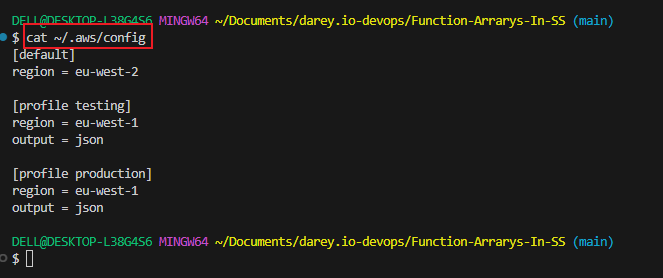 DELL@DESKTOP-L38G4S6 MINGW64 ~/Documents/darey.io-devops/Function-Arrarys-In-SS (main)
$ cat ~/.aws/config
[default]
region = eu-west-2

[profile testing]
region = eu-west-1
output = json

[profile production]
region = eu-west-1
output = json

DELL@DESKTOP-L38G4S6 MINGW64 ~/Documents/darey.io-devops/Function-Arrarys-In-SS (main)
$